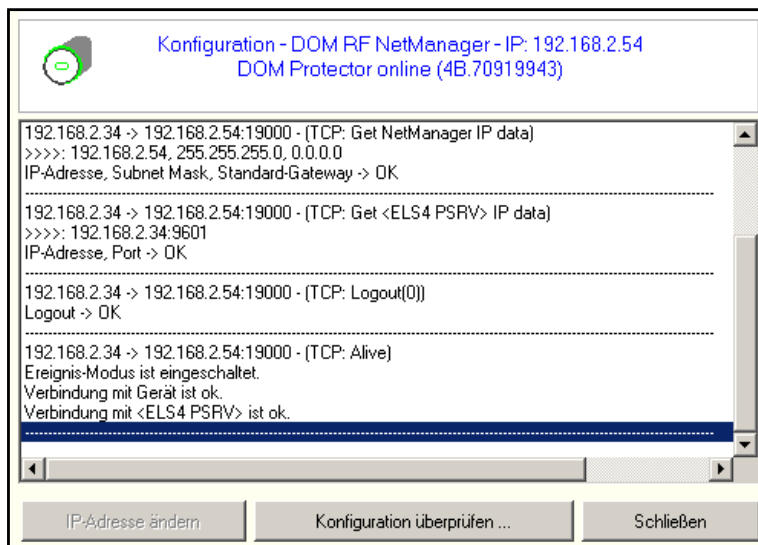 Konfiguration - DOM RF NetManager - IP: 192.168.2.54
DOM Protector online (4B.70919943)
192.168.2.34 -> 192.168.2.54:19000 - (TCP: Get NetManager IP data)
>>>>: 192.168.2.54, 255.255.255.0, 0.0.0.0
IP-Adresse, Subnet Mask, Standard-Gateway -> OK
192.168.2.34 -> 192.168.2.54:19000 - (TCP: Get <ELS4 PSRV> IP data)
>>>>: 192.168.2.34:9601
IP-Adresse, Port -> OK
192.168.2.34 -> 192.168.2.54:19000 - (TCP: Logout(0))
Logout -> OK
192.168.2.34 -> 192.168.2.54:19000 - (TCP: Alive)
Ereignis-Modus ist eingeschaltet.
Verbindung mit Gerät ist ok.
Verbindung mit <ELS4 PSRV> ist ok.
IP-Adresse ändern
Konfiguration überprüfen ...
Schließen